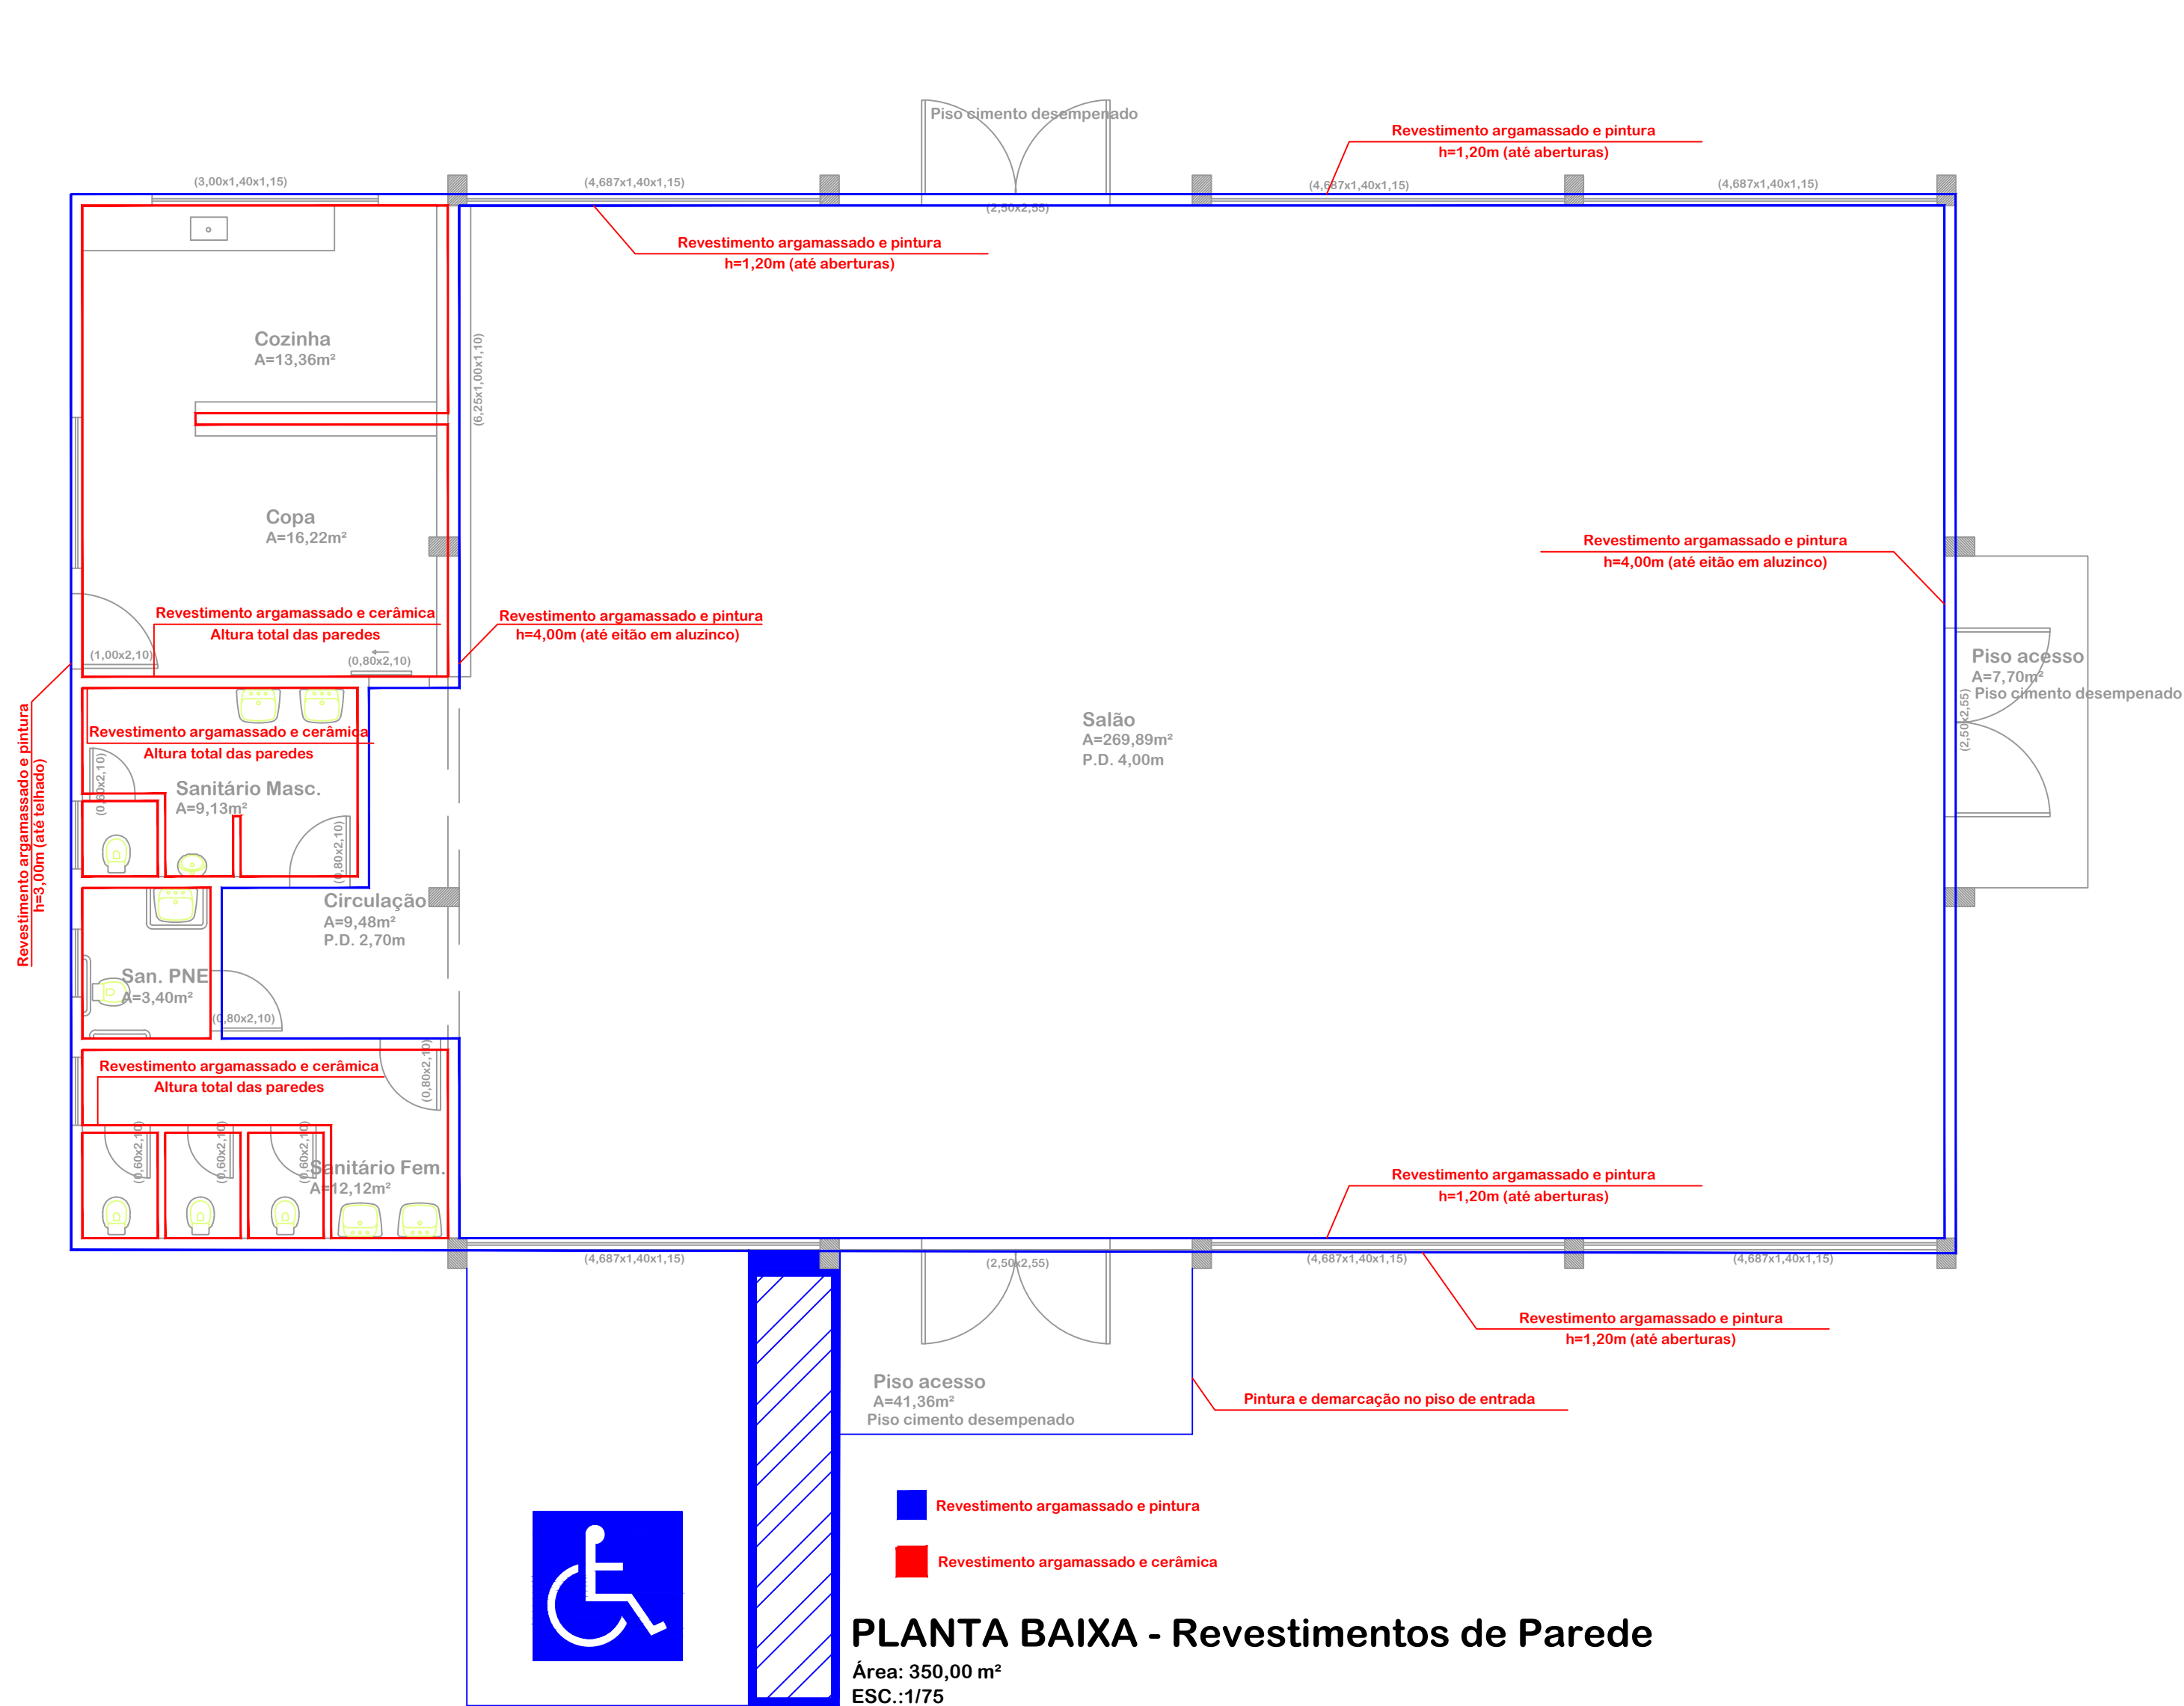 Piso cimento desempenado
Revestimento argamassado e pintura
h=1,20m (até aberturas)
(3,00x1,40x1,15)
(4,687x1,40x1,15)
(4,687x1,40x1,15)
(4,687x1,40x1,15)
(2,50x2,55)
Revestimento argamassado e pintura
h=1,20m (até aberturas)
Cozinha
A=13,36m²
(6,25x1,00x1,10)
Copa
A=16,22m²
Revestimento argamassado e pintura
h=4,00m (até eitão em aluzinco)
Revestimento argamassado e cerâmica
Altura total das paredes
Revestimento argamassado e pintura
h=4,00m (até eitão em aluzinco)
(1,00x2,10)
(0,80x2,10)
Piso acesso
A=7,70m²
Piso cimento desempenado
(2,50x2,55)
Revestimento argamassado e pintura
h=3,00m (até telhado)
Revestimento argamassado e cerâmica
Altura total das paredes
Salão
A=269,89m²
P.D. 4,00m
(0,60x2,10)
Sanitário Masc.
A=9,13m²
(0,80x2,10)
Circulação
A=9,48m²
P.D. 2,70m
San. PNE
A=3,40m²
(0,80x2,10)
Revestimento argamassado e cerâmica
Altura total das paredes
(0,80x2,10)
(0,60x2,10)
(0,60x2,10)
(0,60x2,10)
Sanitário Fem.
A=12,12m²
Revestimento argamassado e pintura
h=1,20m (até aberturas)
(4,687x1,40x1,15)
(2,50x2,55)
(4,687x1,40x1,15)
(4,687x1,40x1,15)
Revestimento argamassado e pintura
h=1,20m (até aberturas)
Piso acesso
A=41,36m²
Piso cimento desempenado
Pintura e demarcação no piso de entrada
Revestimento argamassado e pintura
Revestimento argamassado e cerâmica
PLANTA BAIXA - Revestimentos de Parede
Área: 350,00 m²
ESC.:1/75